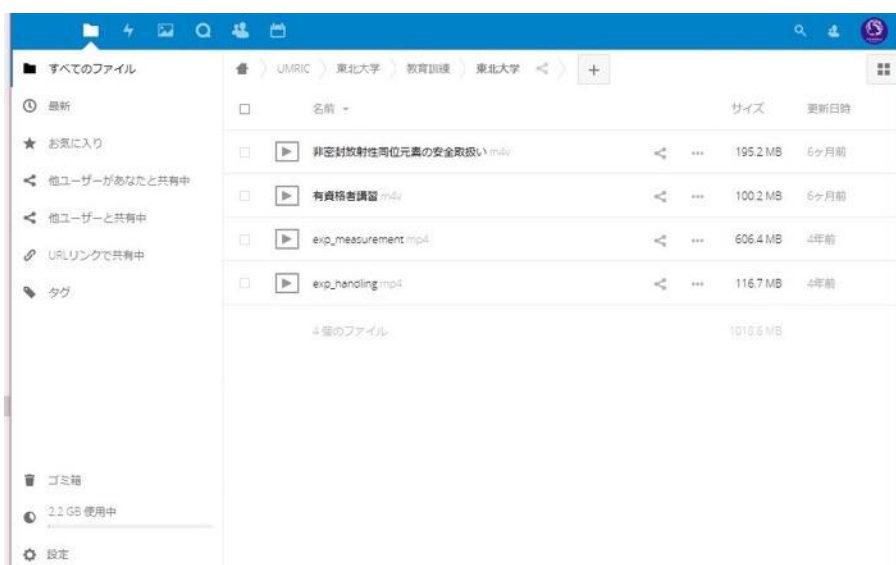 すべてのファイル
最新
お気に入り
他ユーザーがあなたと共有中
他ユーザーと共有中
URLリンクで共有中
タグ
ゴミ箱
2.2 GB 使用中
設定
UMRIC 東北大学 教育訓練 東北大学
名前 サイズ 更新日時
非密封放射性同位元素の安全取扱い.m4v 195.2 MB 6ヶ月前
有資格者講習.m4v 100.2 MB 6ヶ月前
exp_measurement.mp4 606.4 MB 4年前
exp_handling.mp4 116.7 MB 4年前
4 個のファイル 1018.6 MB